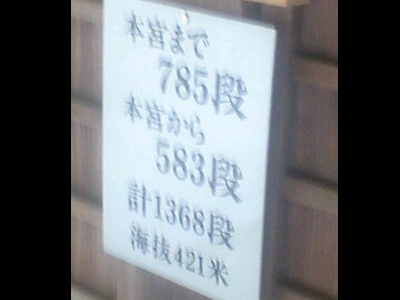 本宮まで
785段
本宮から
583段
計1368段
海抜421米